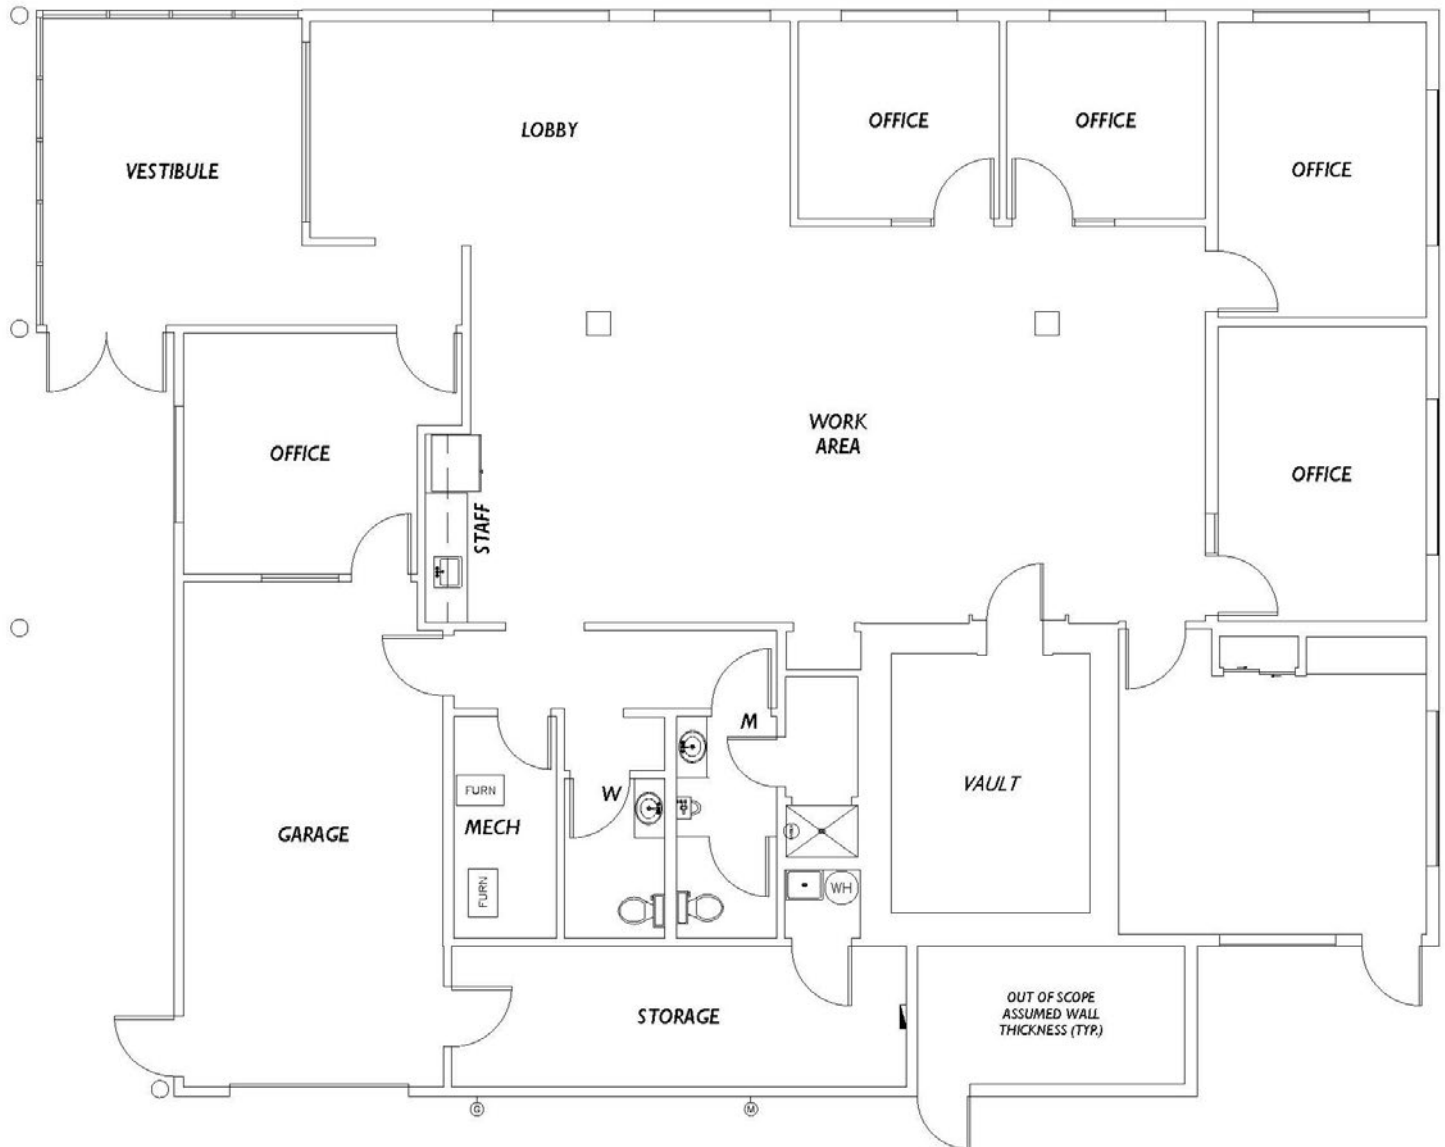 LOBBY
OFFICE
OFFICE
VESTIBULE
OFFICE
WORK
AREA
OFFICE
OFFICE
STAFF
M
VAULT
FURN
W
MECH
GARAGE
FURN
WH
STORAGE
OUT OF SCOPE
ASSUMED WALL
THICKNESS (TYP.)
G
M